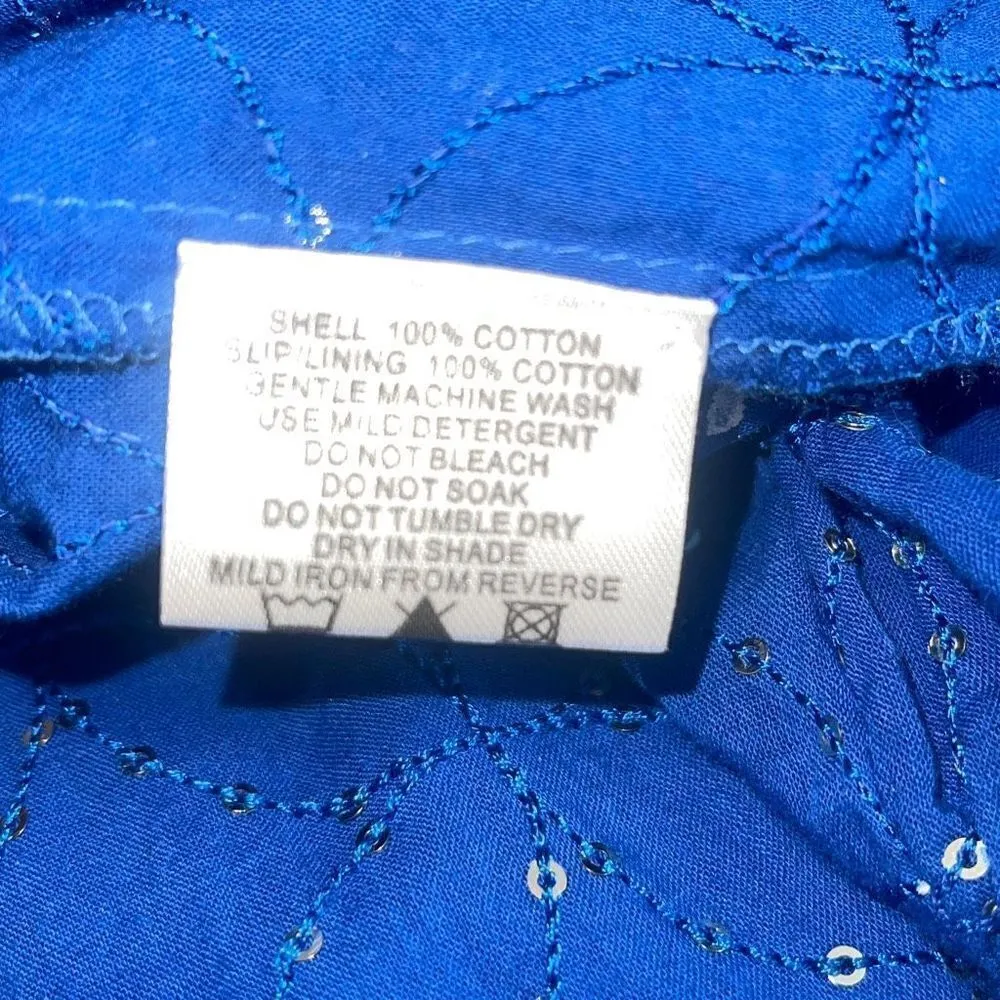 SHELL 100% COTTON
SLIP/LINING 100% COTTON
GENTLE MACHINE WASH
USE MILD DETERGENT
DO NOT BLEACH
DO NOT SOAK
DO NOT TUMBLE DRY
DRY IN SHADE
MILD IRON FROM REVERSE